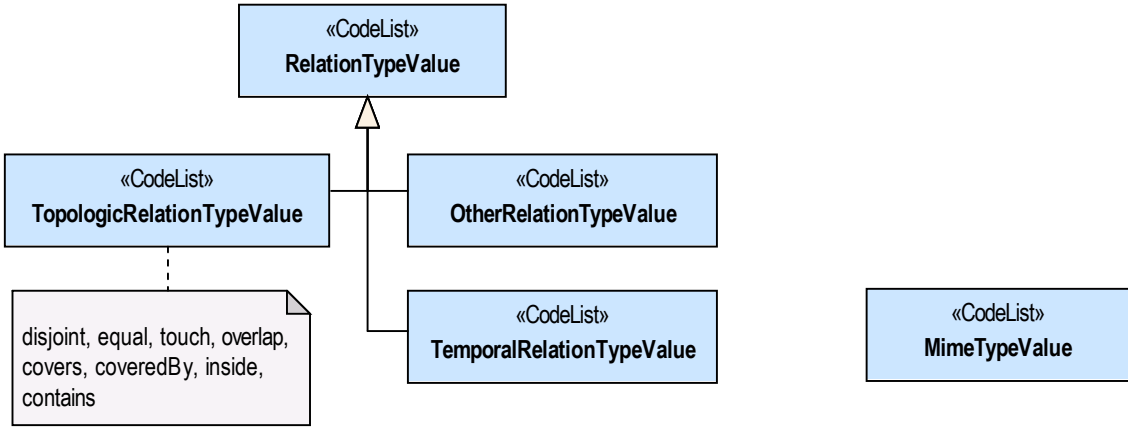 «CodeList»
RelationTypeValue
«CodeList»
TopologicRelationTypeValue
«CodeList»
OtherRelationTypeValue
disjoint, equal, touch, overlap,
covers, coveredBy, inside,
contains
«CodeList»
TemporalRelationTypeValue
«CodeList»
MimeTypeValue